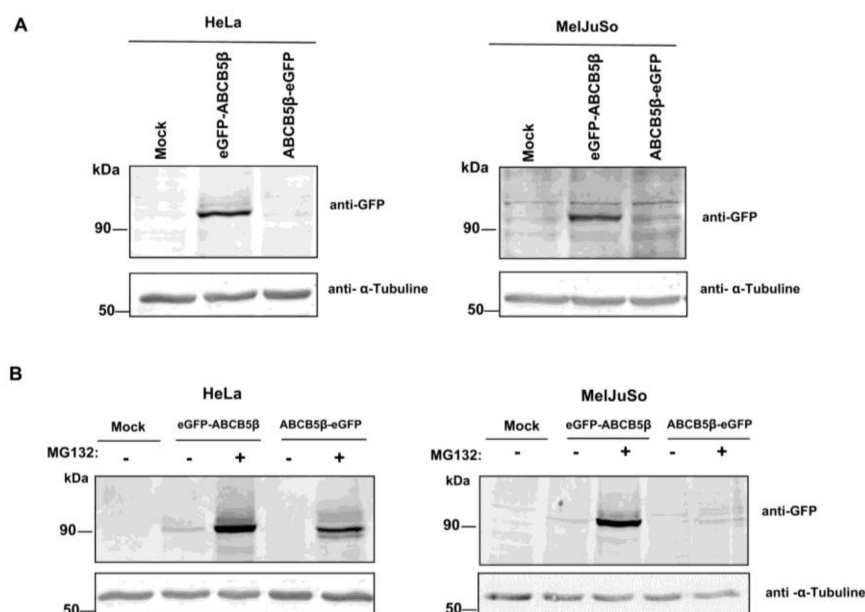 A
HeLa
MelJuSo
Mock
eGFP-ABCB5β
ABCB5β-eGFP
Mock
eGFP-ABCB5β
ABCB5β-eGFP
kDa
kDa
anti-GFP
anti-GFP
90
90
anti- α-Tubuline
anti- α-Tubuline
50
50
B
HeLa
MelJuSo
Mock eGFP-ABCB5β ABCB5β-eGFP
Mock eGFP-ABCB5β ABCB5β-eGFP
MG132: - - + - +
MG132: - - + - +
kDa
kDa
anti-GFP
90
90
anti -α-Tubuline
50
50